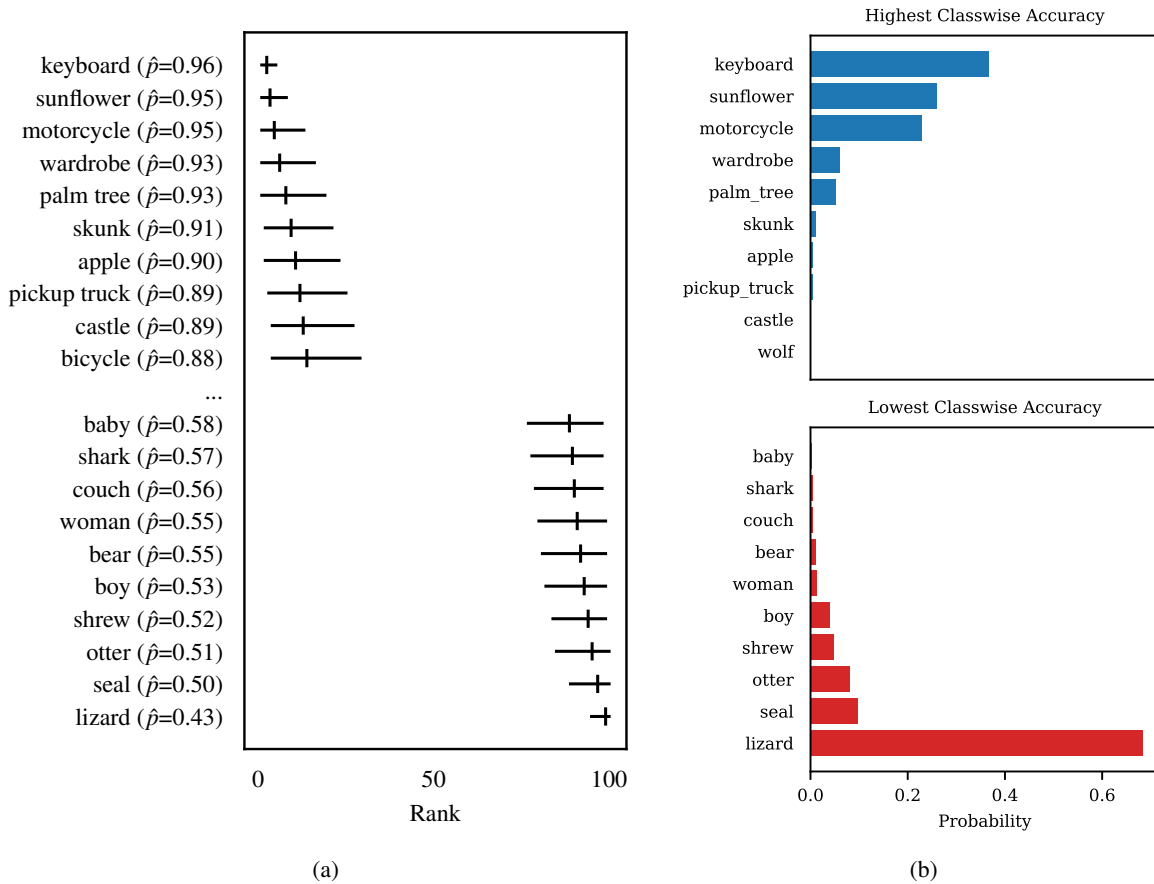 keyboard (p̂=0.96)
sunflower (p̂=0.95)
motorcycle (p̂=0.95)
wardrobe (p̂=0.93)
palm tree (p̂=0.93)
skunk (p̂=0.91)
apple (p̂=0.90)
pickup truck (p̂=0.89)
castle (p̂=0.89)
bicycle (p̂=0.88)
...
baby (p̂=0.58)
shark (p̂=0.57)
couch (p̂=0.56)
woman (p̂=0.55)
bear (p̂=0.55)
boy (p̂=0.53)
shrew (p̂=0.52)
otter (p̂=0.51)
seal (p̂=0.50)
lizard (p̂=0.43)
0 50 100
Rank
(a)
Highest Classwise Accuracy
keyboard
sunflower
motorcycle
wardrobe
palm_tree
skunk
apple
pickup_truck
castle
wolf
Lowest Classwise Accuracy
baby
shark
couch
bear
woman
boy
shrew
otter
seal
lizard
0.0 0.2 0.4 0.6
Probability
(b)